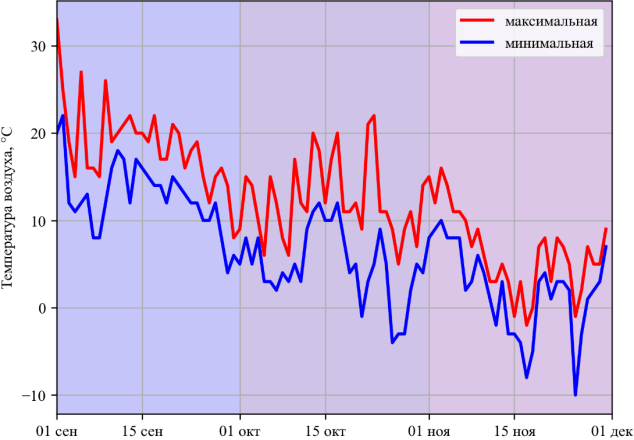 максимальная
минимальная
Температура воздуха, °C
30
20
10
0
−10
01 сен
15 сен
01 окт
15 окт
01 ноя
15 ноя
01 дек